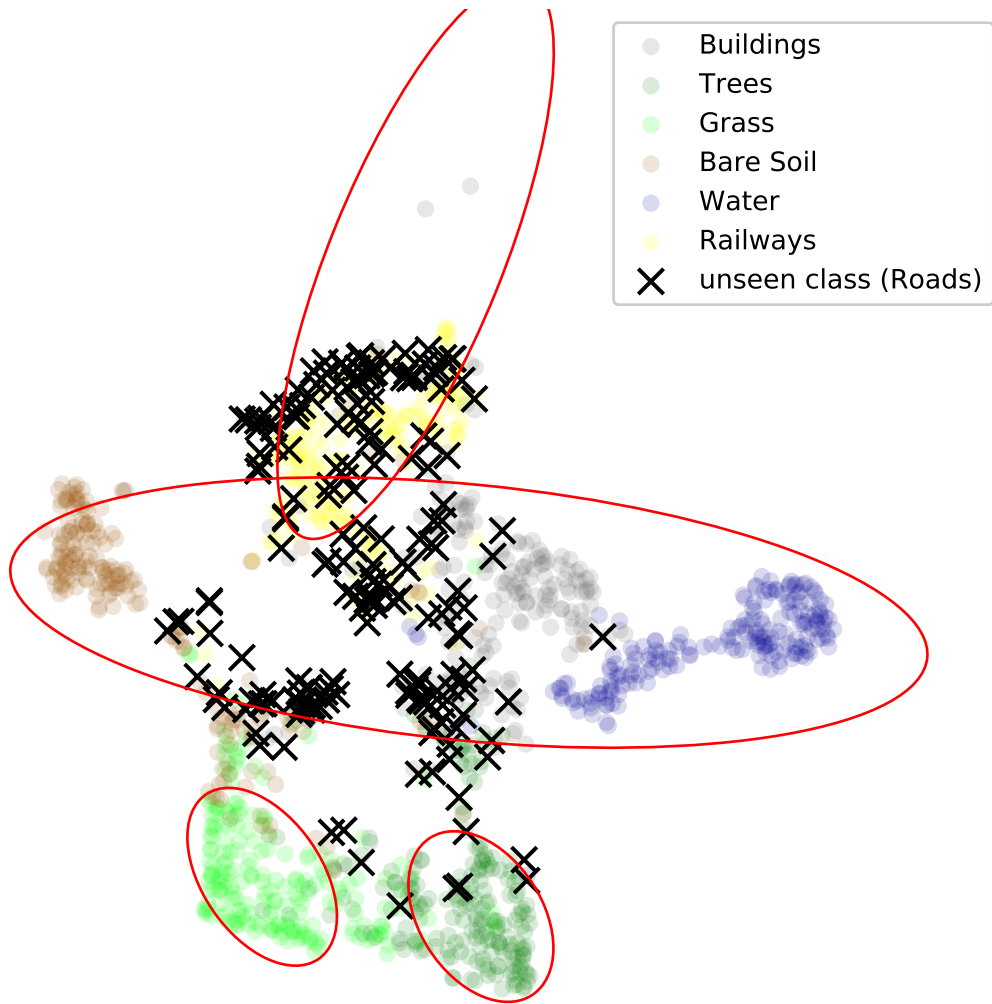 Buildings
Trees
Grass
Bare Soil
Water
Railways
unseen class (Roads)